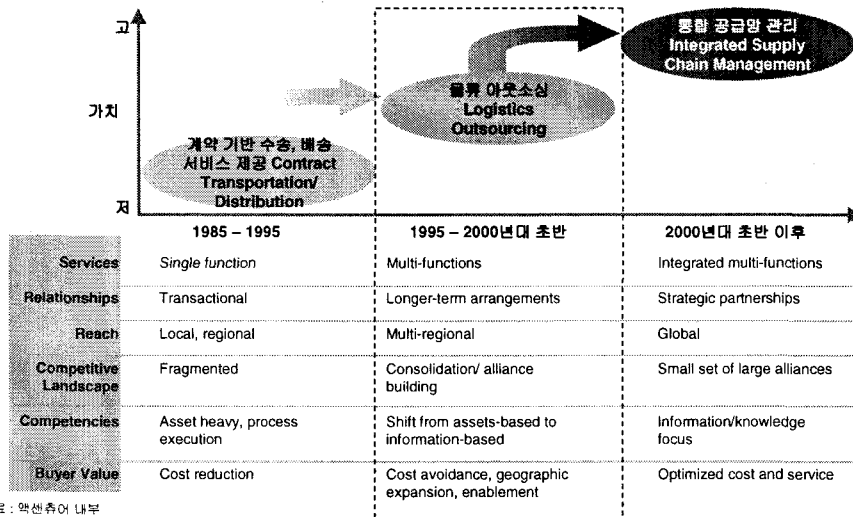 고
가치
저
계약 기반 수송, 배송
서비스 제공 Contract
Transportation/
Distribution
물류 아웃소싱
Logistics
Outsourcing
통합 공급망 관리
Integrated Supply
Chain Management
1985 – 1995
1995 – 2000년대 초반
2000년대 초반 이후
Services
Single function
Multi-functions
Integrated multi-functions
Relationships
Transactional
Longer-term arrangements
Strategic partnerships
Reach
Local, regional
Multi-regional
Global
Competitive
Landscape
Fragmented
Consolidation/ alliance
building
Small set of large alliances
Competencies
Asset heavy, process
execution
Shift from assets-based to
information-based
Information/knowledge
focus
Buyer Value
Cost reduction
Cost avoidance, geographic
expansion, enablement
Optimized cost and service
: 액센츄어 내부